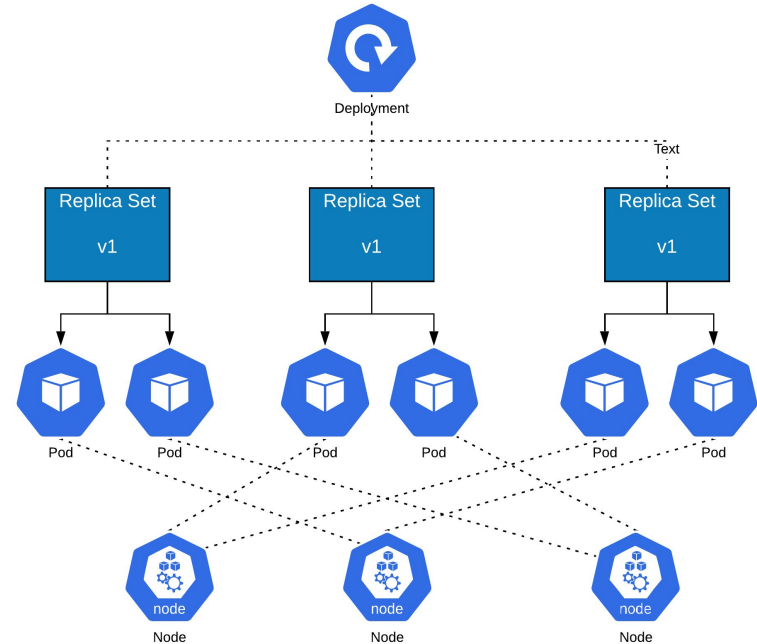 Deployment
Text
Replica Set
v1
Replica Set
v1
Replica Set
v1
Pod
Pod
Pod
Pod
Pod
Pod
node
node
node
Node
Node
Node